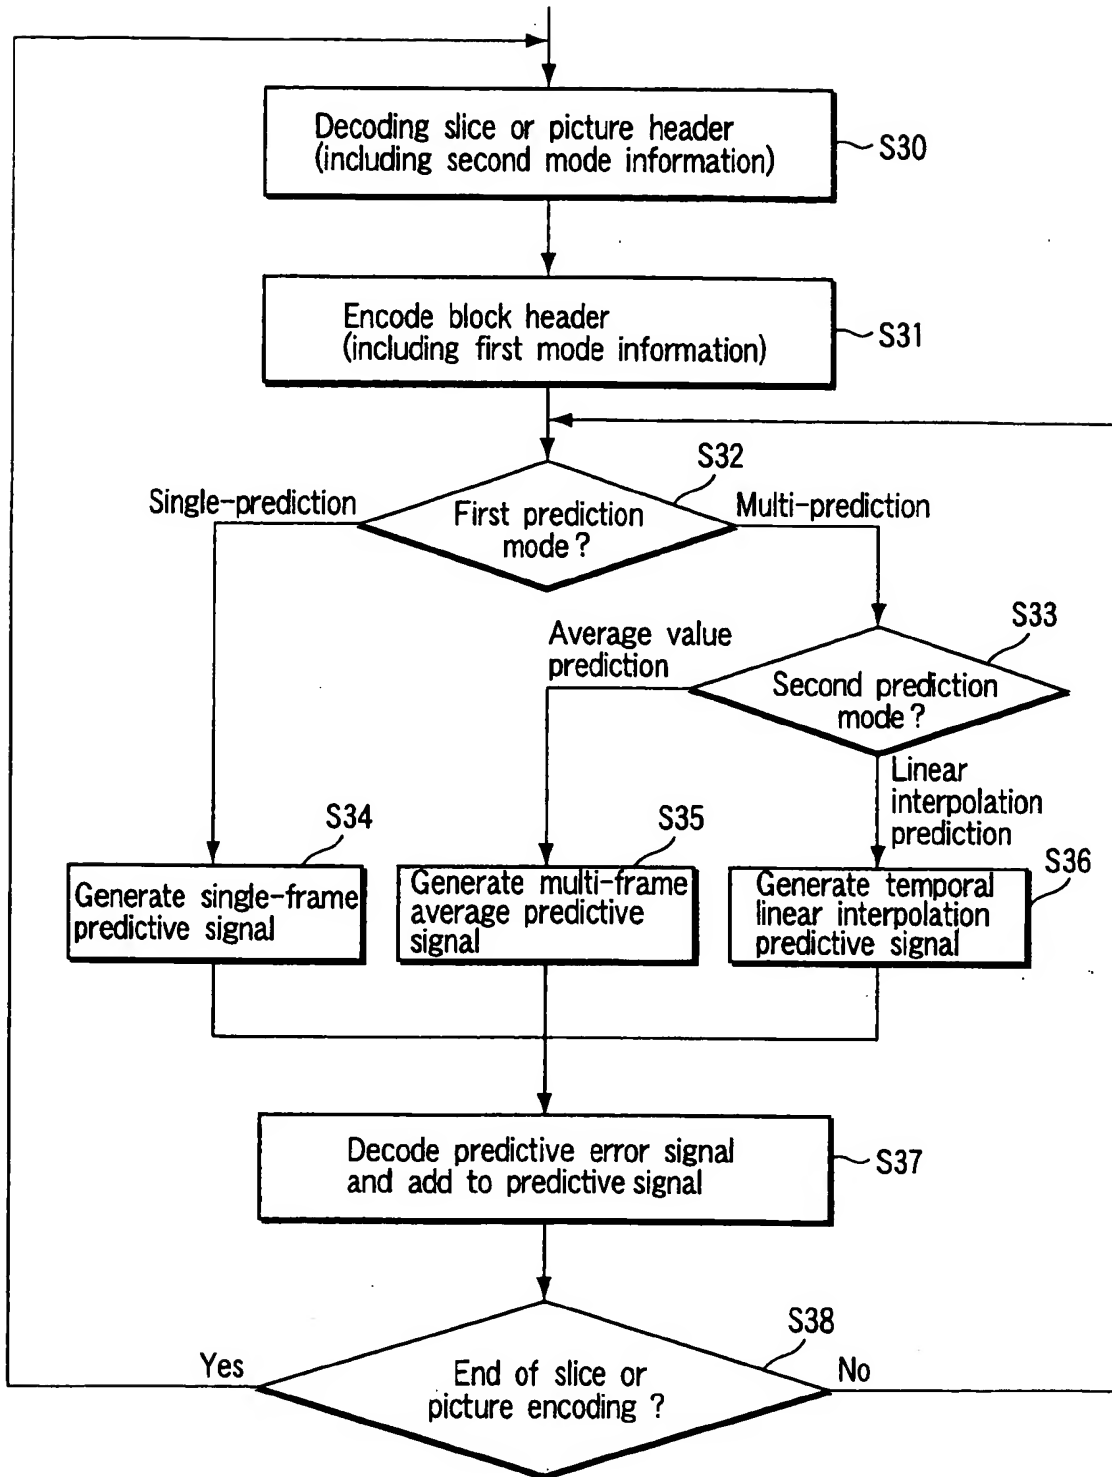 Decoding slice or picture header
(including second mode information)
S30
Encode block header
(including first mode information)
S31
S32
Single-prediction
First prediction
mode?
Multi-prediction
S33
Average value
prediction
Second prediction
mode?
Linear
interpolation
prediction
S34
Generate single-frame
predictive signal
S35
Generate multi-frame
average predictive
signal
S36
Generate temporal
linear interpolation
predictive signal
Decode predictive error signal
and add to predictive signal
S37
S38
Yes
End of slice or
picture encoding ?
No